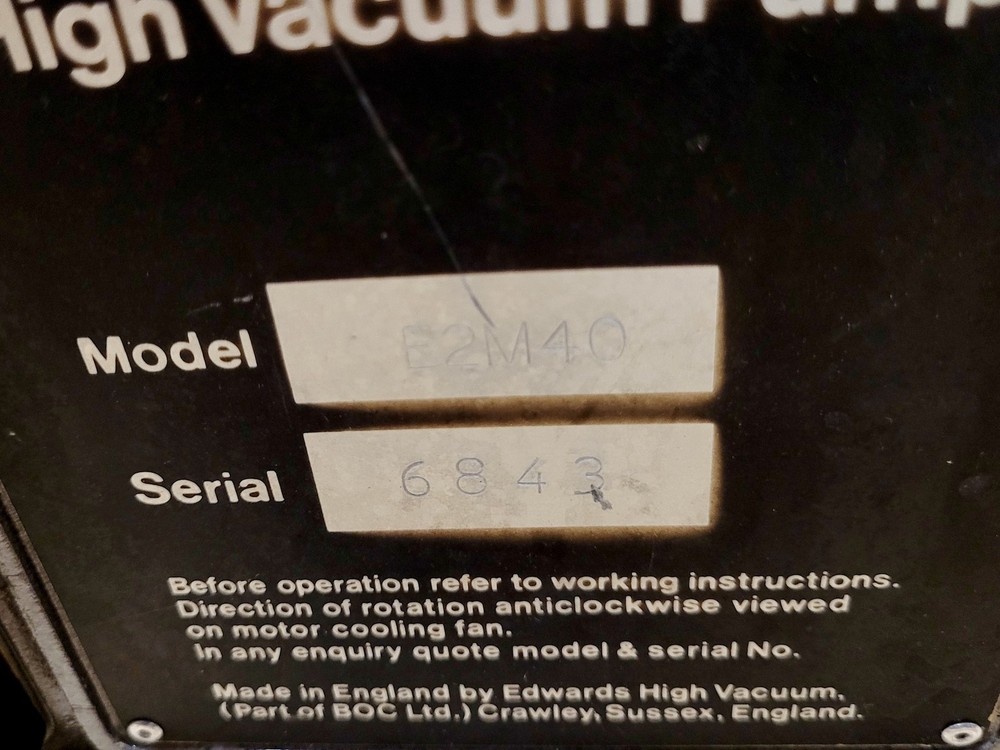 High Vacuum Pump
Model E2M40
Serial 6843
Before operation refer to working instructions.
Direction of rotation anticlockwise viewed
on motor cooling fan.
In any enquiry quote model & serial No.
Made in England by Edwards High Vacuum,
(Part of BOC Ltd.) Crawley, Sussex, England.